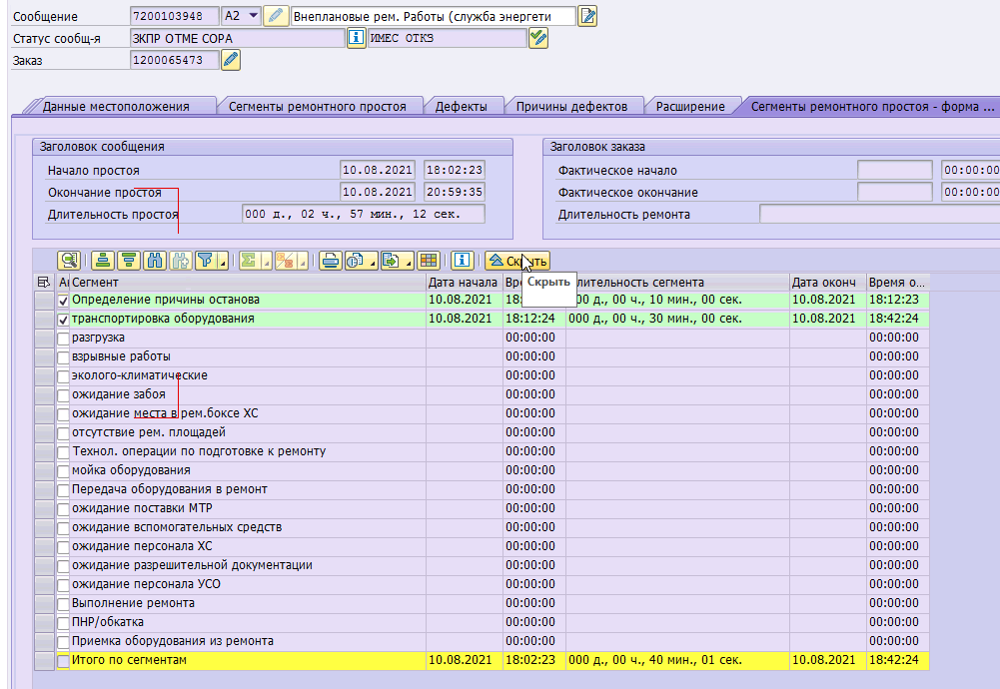 Сообщение 7200103948 A2 Внеплановые рем. Работы (служба энергети
Статус сообщ-я ЗКПР ОТМЕ СОРА ИМЕС ОТКЗ
Заказ 1200065473
Данные местоположения Сегменты ремонтного простоя Дефекты Причины дефектов Расширение Сегменты ремонтного простоя - форма ...
Заголовок сообщения Заголовок заказа
Начало простоя 10.08.2021 18:02:23 Фактическое начало 00:00:00
Окончание простоя 10.08.2021 20:59:35 Фактическое окончание 00:00:00
Длительность простоя 000 д., 02 ч., 57 мин., 12 сек. Длительность ремонта
Скрыть
Сегмент Дата начала Длительность сегмента Дата оконч Время о...
Скрыть
Определение причины останова 10.08.2021 000 д., 00 ч., 10 мин., 00 сек. 10.08.2021 18:12:23
транспортировка оборудования 10.08.2021 18:12:24 000 д., 00 ч., 30 мин., 00 сек. 10.08.2021 18:42:24
разгрузка 00:00:00 00:00:00
взрывные работы 00:00:00 00:00:00
эколого-климатические 00:00:00 00:00:00
ожидание забоя 00:00:00 00:00:00
ожидание места в рем.боксе ХС 00:00:00 00:00:00
отсутствие рем. площадей 00:00:00 00:00:00
Технол. операции по подготовке к ремонту 00:00:00 00:00:00
мойка оборудования 00:00:00 00:00:00
Передача оборудования в ремонт 00:00:00 00:00:00
ожидание поставки МТР 00:00:00 00:00:00
ожидание вспомогательных средств 00:00:00 00:00:00
ожидание персонала ХС 00:00:00 00:00:00
ожидание разрешительной документации 00:00:00 00:00:00
ожидание персонала УСО 00:00:00 00:00:00
Выполнение ремонта 00:00:00 00:00:00
ПНР/обкатка 00:00:00 00:00:00
Приемка оборудования из ремонта 00:00:00 00:00:00
Итого по сегментам 10.08.2021 18:02:23 000 д., 00 ч., 40 мин., 01 сек. 10.08.2021 18:42:24